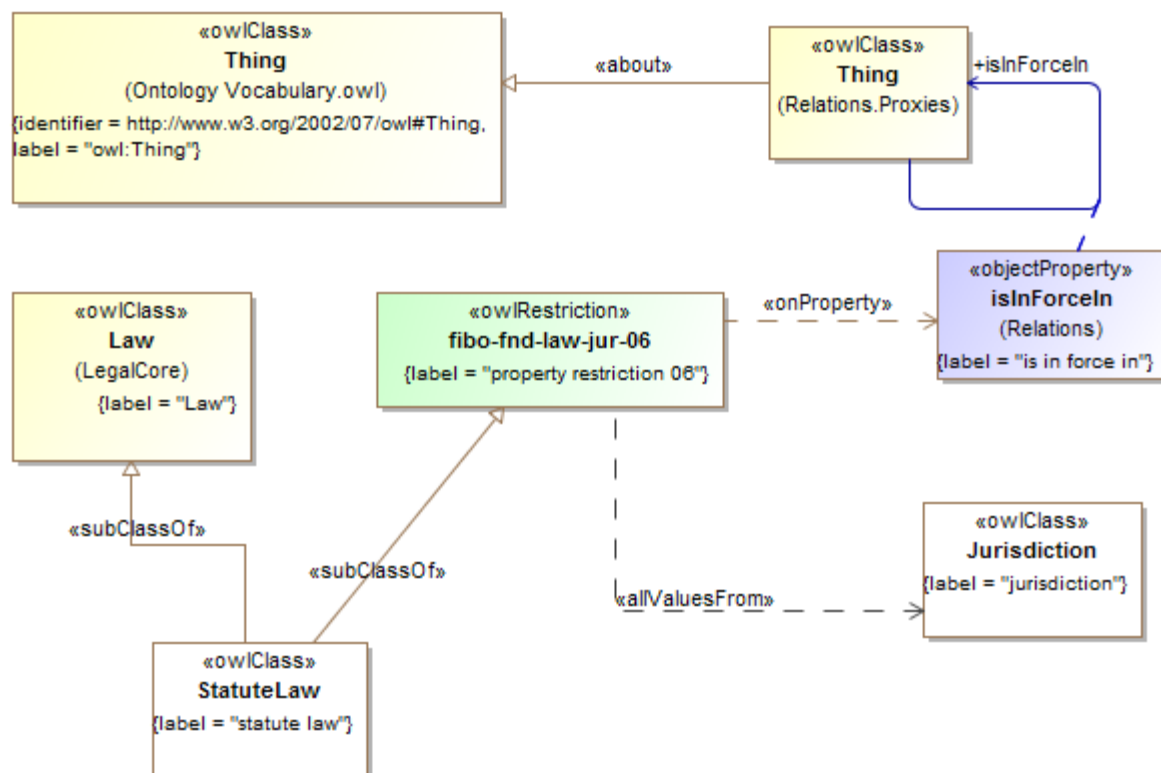 «owlClass»
Thing
(Ontology Vocabulary.owl)
{identifier = http://www.w3.org/2002/07/owl#Thing,
label = "owl:Thing"}
«about»
«owlClass»
Thing
(Relations.Proxies)
+isInForceIn
«objectProperty»
isInForceIn
(Relations)
{label = "is in force in"}
«owlClass»
Law
(LegalCore)
{label = "Law"}
«owlRestriction»
fibo-fnd-law-jur-06
{label = "property restriction 06"}
«onProperty»
«subClassOf»
«subClassOf»
«allValuesFrom»
«owlClass»
Jurisdiction
{label = "jurisdiction"}
«owlClass»
StatuteLaw
{label = "statute law"}